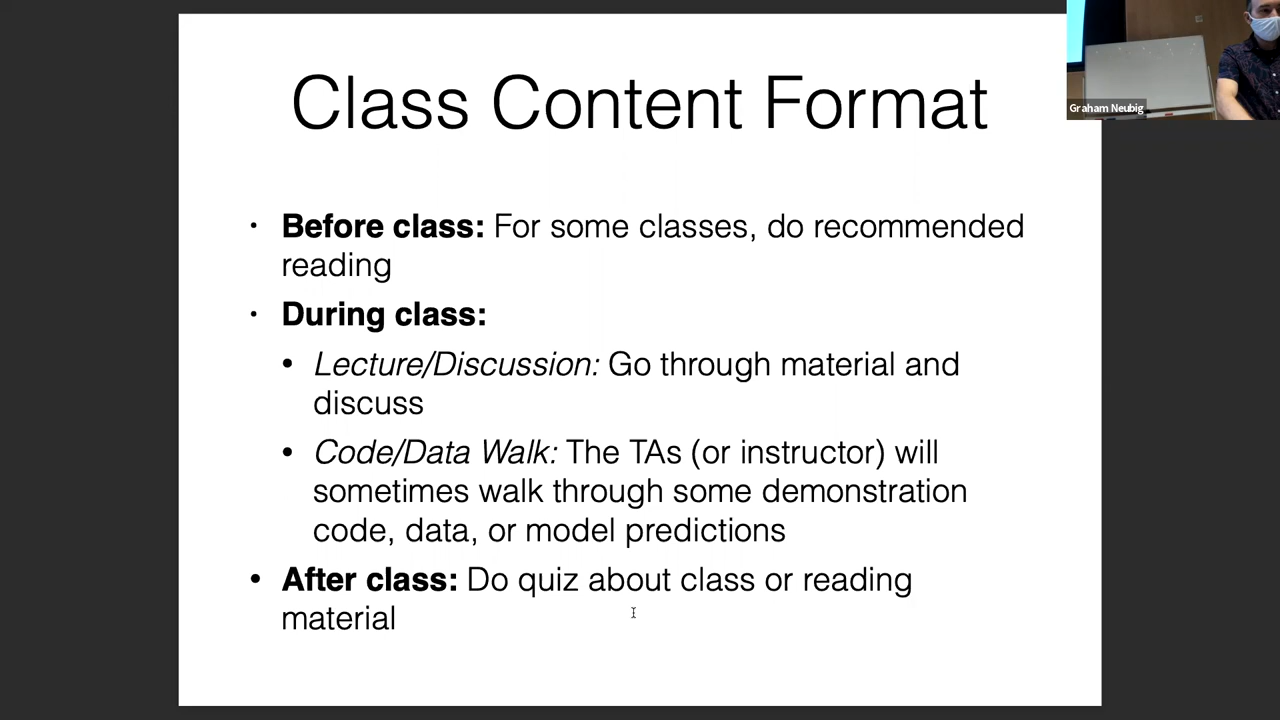 Class Content Format
Graham Neubig
• Before class: For some classes, do recommended
reading
• During class:
• Lecture/Discussion: Go through material and
discuss
• Code/Data Walk: The TAs (or instructor) will
sometimes walk through some demonstration
code, data, or model predictions
• After class: Do quiz about class or reading
material